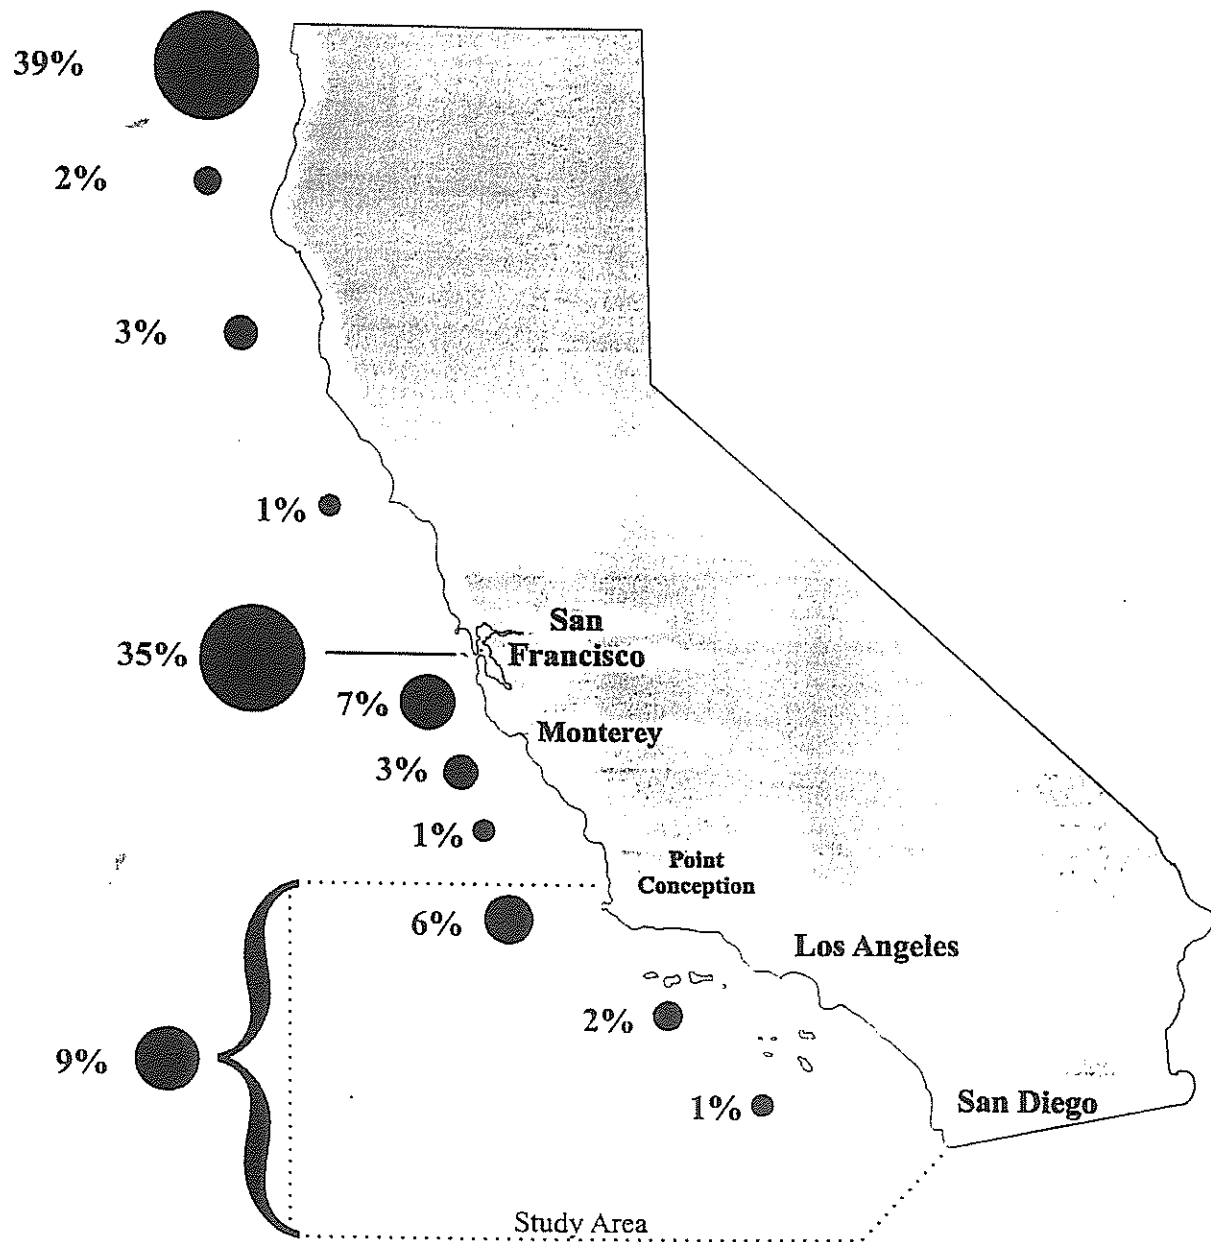 39%
2%
3%
1%
San
Francisco
35%
7%
Monterey
3%
1%
Point
Conception
6%
Los Angeles
2%
9%
1%
San Diego
Study Area